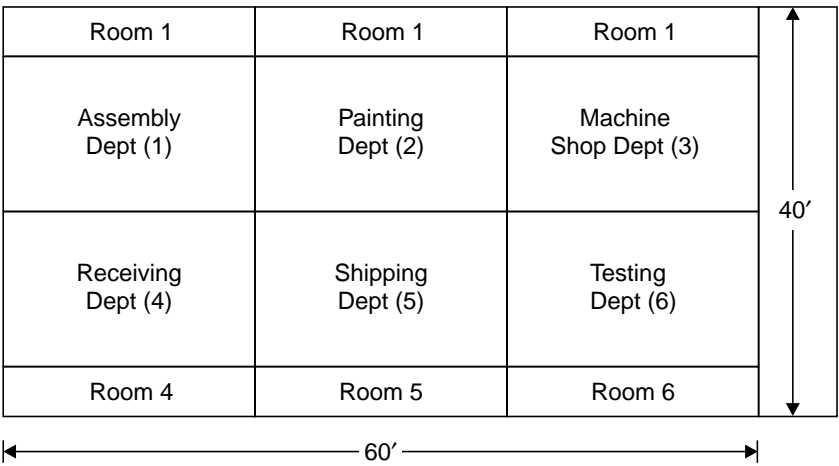 Room 1
Room 1
Room 1
Assembly
Dept (1)
Painting
Dept (2)
Machine
Shop Dept (3)
40′
Receiving
Dept (4)
Shipping
Dept (5)
Testing
Dept (6)
Room 4
Room 5
Room 6
60′